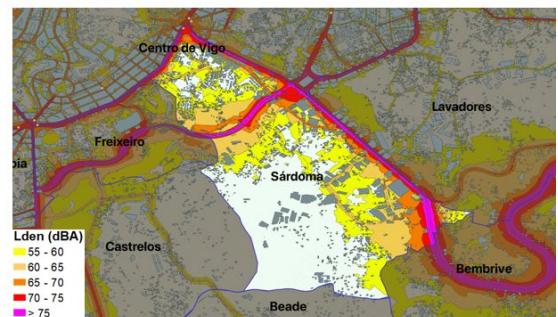 Centro de Vigo
Lavadores
Freixeiro
bia
Sárdoma
Castrelos
Bembrive
Beade
Lden (dBA)
55 - 60
60 - 65
65 - 70
70 - 75
> 75